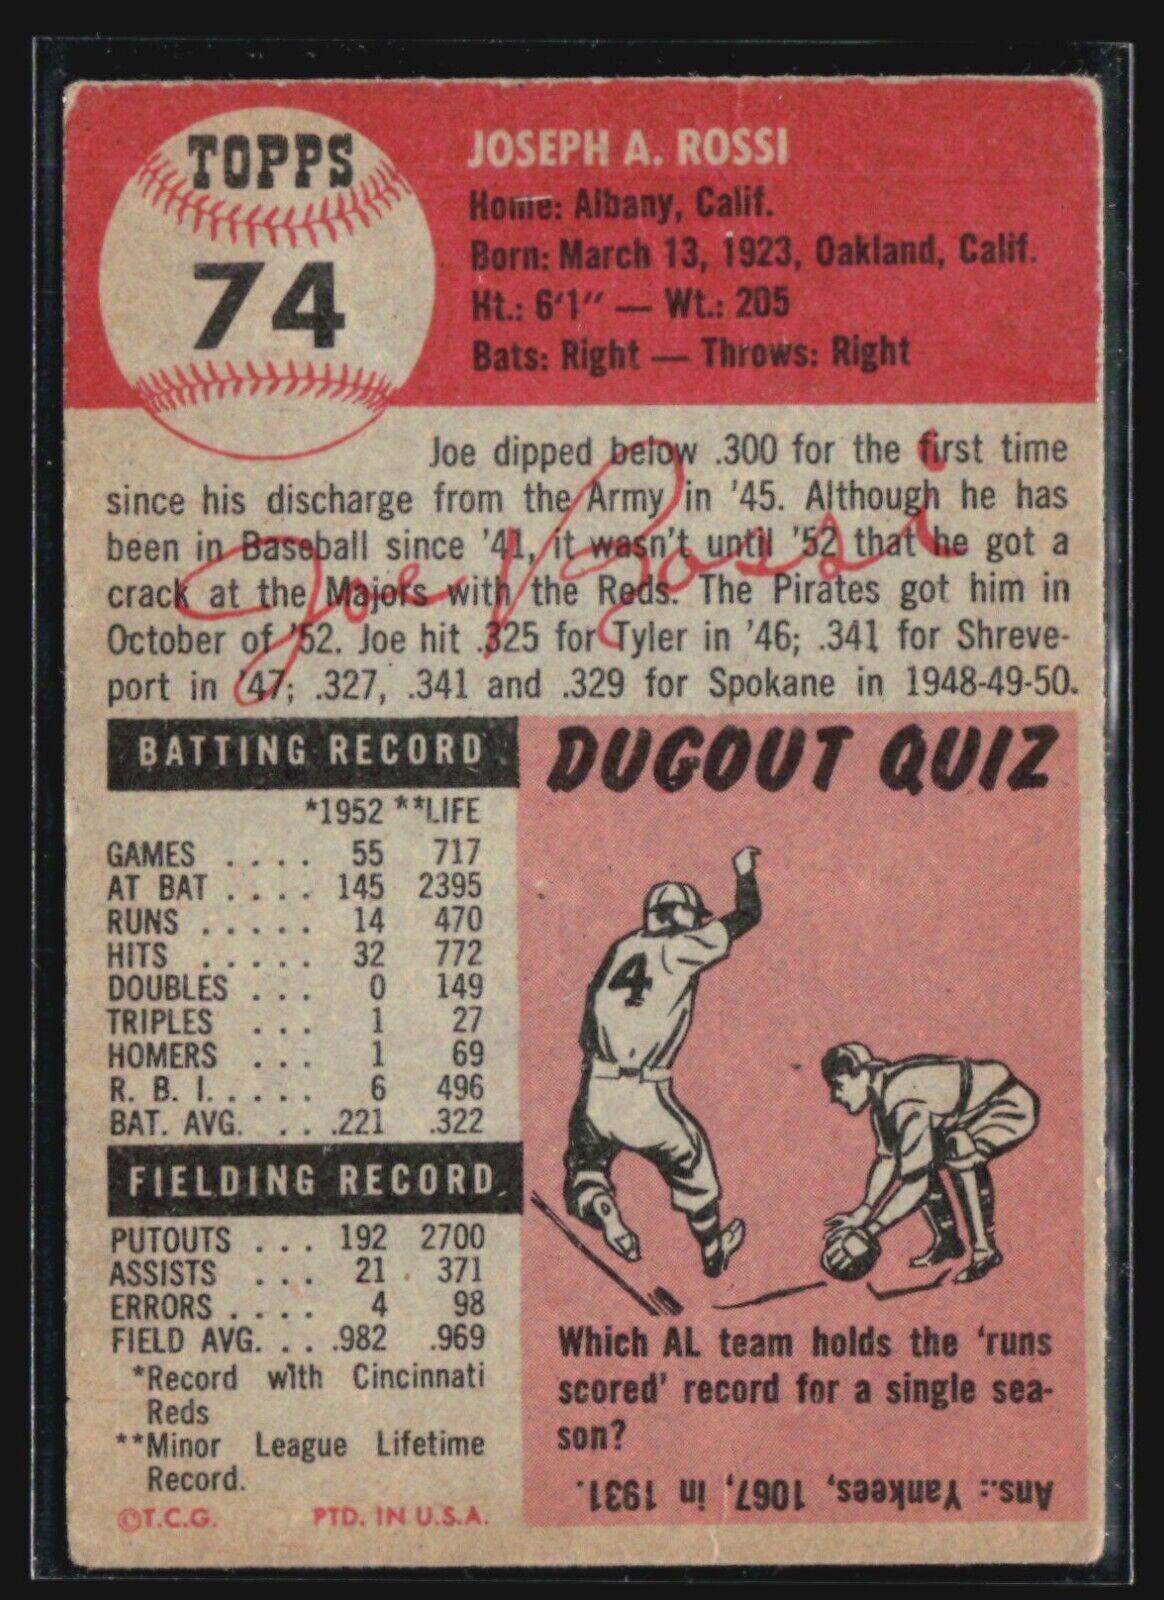 TOPPS
74
JOSEPH A. ROSSI
Home: Albany, Calif.
Born: March 13, 1923, Oakland, Calif.
Ht.: 6'1" — Wt.: 205
Bats: Right — Throws: Right
Joe dipped below .300 for the first time
since his discharge from the Army in '45. Although he has
been in Baseball since '41, it wasn't until '52 that he got a
crack at the Majors with the Reds. The Pirates got him in
October of '52. Joe hit .325 for Tyler in '46; .341 for Shreve-
port in '47; .327, .341 and .329 for Spokane in 1948-49-50.
Joe Rossi
BATTING RECORD
*1952 **LIFE
GAMES . . . . 55 717
AT BAT . . . . 145 2395
RUNS . . . . . 14 470
HITS . . . . . 32 772
DOUBLES . . . 0 149
TRIPLES . . . 1 27
HOMERS . . . 1 69
R. B. I. . . . . 6 496
BAT. AVG. . . . .221 .322
FIELDING RECORD
PUTOUTS . . . 192 2700
ASSISTS . . . 21 371
ERRORS . . . . 4 98
FIELD AVG. . . .982 .969
*Record with Cincinnati
Reds
**Minor League Lifetime
Record.
©T.C.G. PTD. IN U.S.A.
DUGOUT QUIZ
4
Which AL team holds the 'runs
scored' record for a single sea-
son?
Ans.: Yankees, 1067, in 1931.